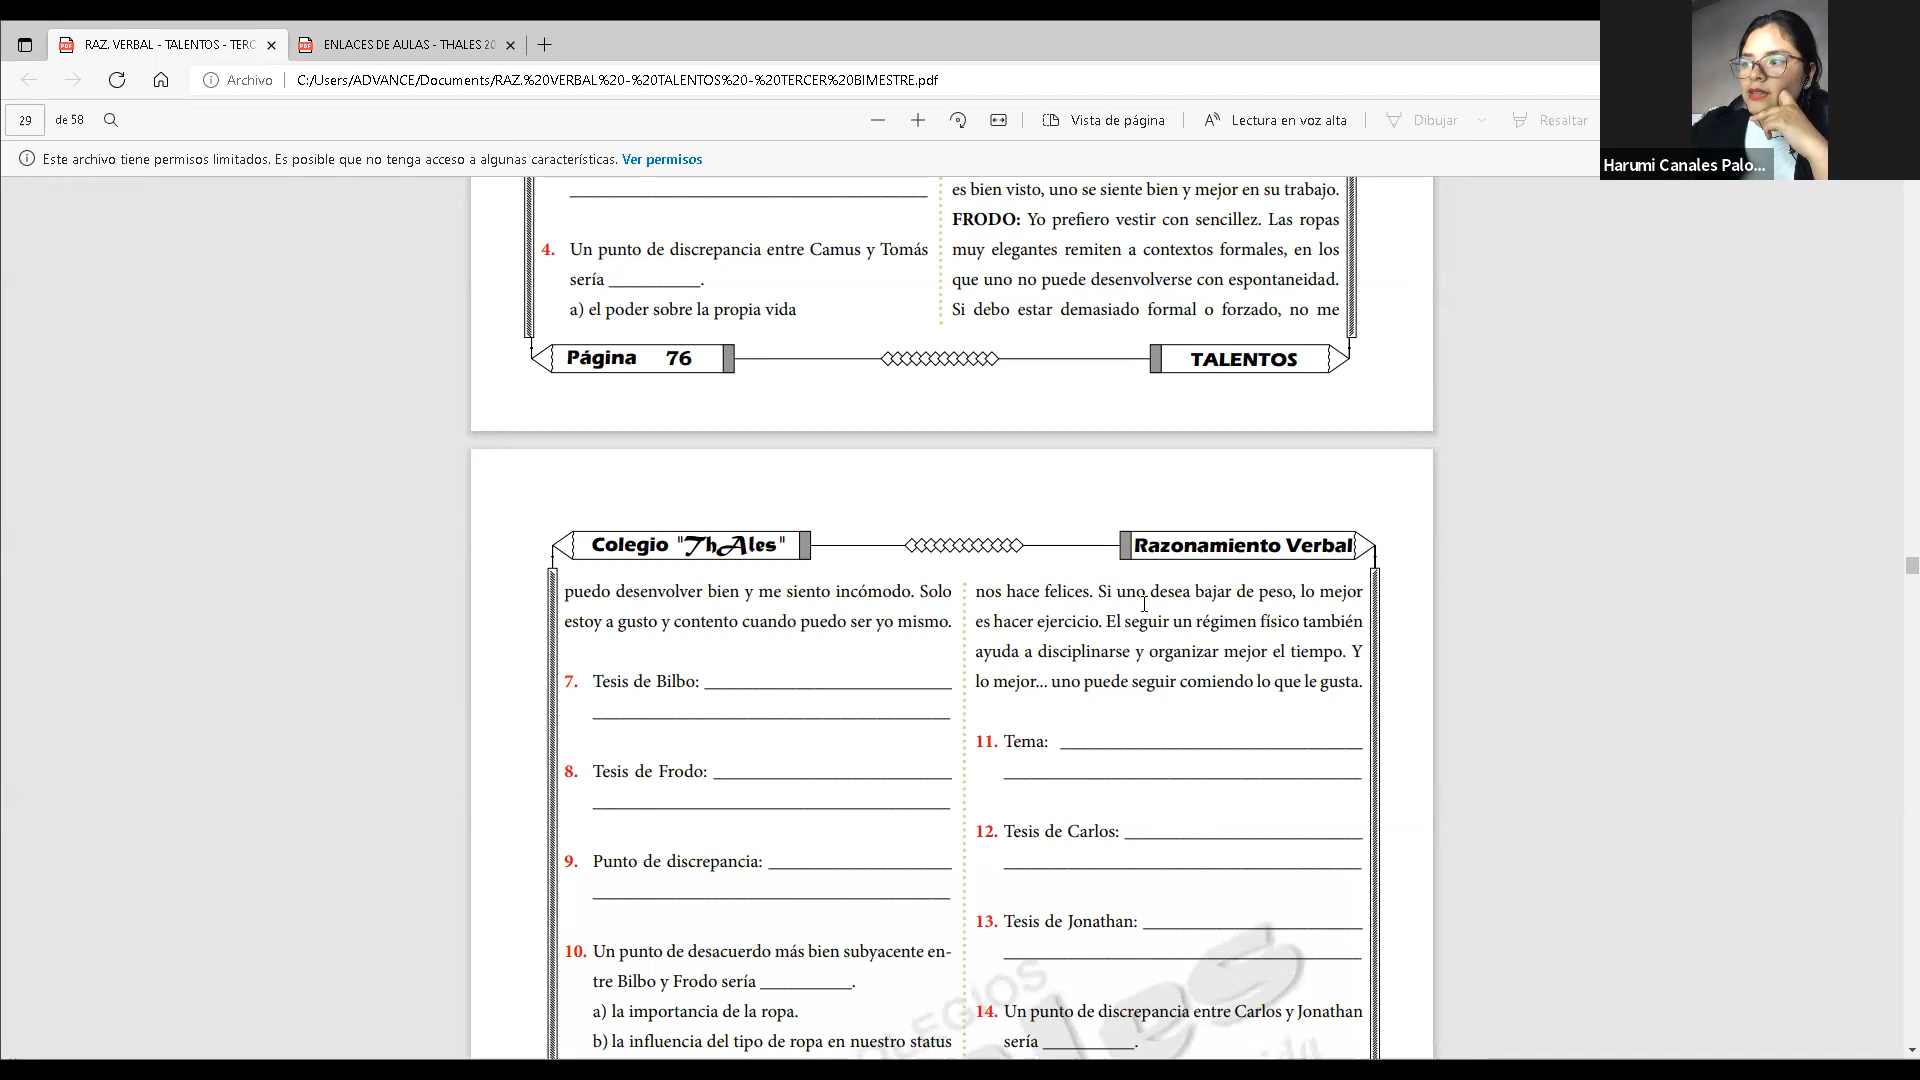 RAZ. VERBAL - TALENTOS - TERC
ENLACES DE AULAS - THALES 20
Archivo
C:/Users/ADVANCE/Documents/RAZ.%20VERBAL%20-%20TALENTOS%20-%20TERCER%20BIMESTRE.pdf
29
de 58
Vista de página
Lectura en voz alta
Dibujar
Resaltar
Este archivo tiene permisos limitados. Es posible que no tenga acceso a algunas características. Ver permisos
Harumi Canales Palo...
4. Un punto de discrepancia entre Camus y Tomás
sería __________.
a) el poder sobre la propia vida
es bien visto, uno se siente bien y mejor en su trabajo.
FRODO: Yo prefiero vestir con sencillez. Las ropas
muy elegantes remiten a contextos formales, en los
que uno no puede desenvolverse con espontaneidad.
Si debo estar demasiado formal o forzado, no me
Página 76
TALENTOS
Colegio "ThAles"
Razonamiento Verbal
puedo desenvolver bien y me siento incómodo. Solo
estoy a gusto y contento cuando puedo ser yo mismo.
7. Tesis de Bilbo: __________
8. Tesis de Frodo: __________
9. Punto de discrepancia: __________
10. Un punto de desacuerdo más bien subyacente en-
tre Bilbo y Frodo sería __________.
a) la importancia de la ropa.
b) la influencia del tipo de ropa en nuestro status
nos hace felices. Si uno desea bajar de peso, lo mejor
es hacer ejercicio. El seguir un régimen físico también
ayuda a disciplinarse y organizar mejor el tiempo. Y
lo mejor... uno puede seguir comiendo lo que le gusta.
11. Tema: __________
12. Tesis de Carlos: __________
13. Tesis de Jonathan: __________
14. Un punto de discrepancia entre Carlos y Jonathan
sería __________.
COLEGIOS